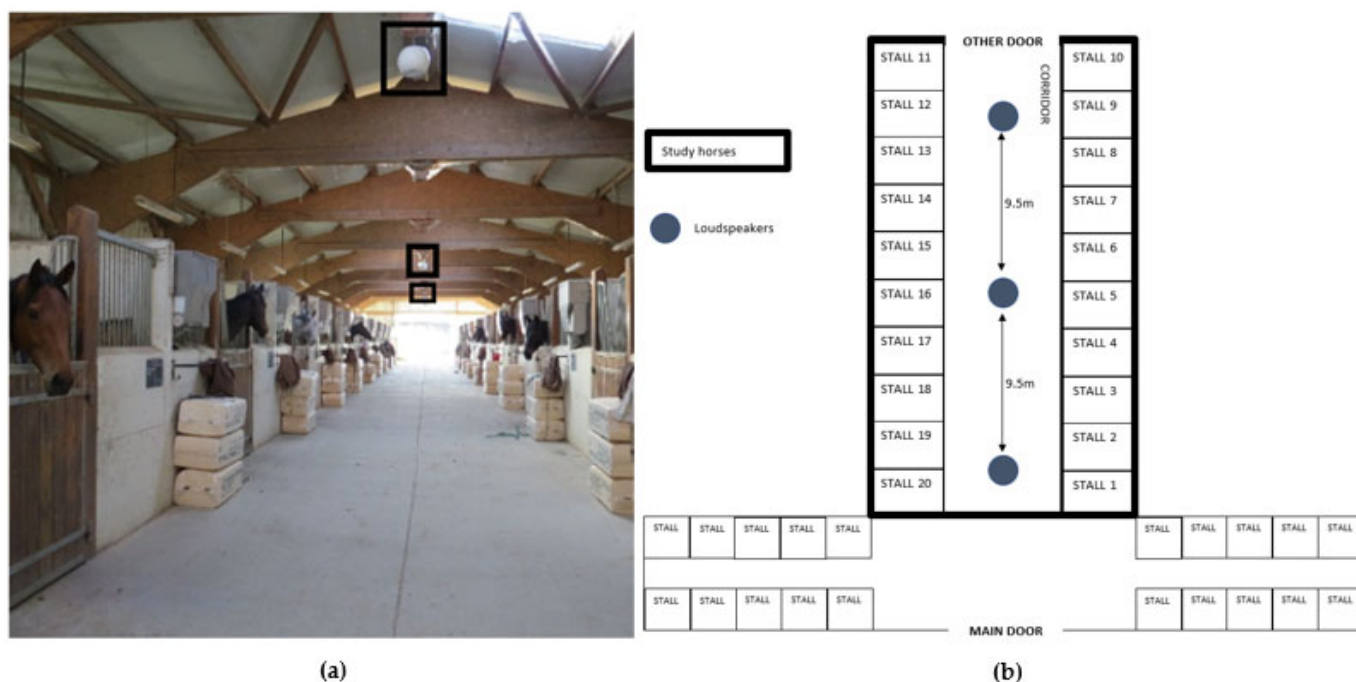 OTHER DOOR
STALL 11
STALL 10
CORRIDOR
STALL 12
STALL 9
Study horses
STALL 13
STALL 8
STALL 14
9.5m
STALL 7
Loudspeakers
STALL 15
STALL 6
STALL 16
STALL 5
STALL 17
STALL 4
STALL 18
9.5m
STALL 3
STALL 19
STALL 2
STALL 20
STALL 1
STALL STALL STALL STALL STALL
STALL STALL STALL STALL STALL
STALL STALL STALL STALL STALL
STALL STALL STALL STALL STALL
MAIN DOOR
(a)
(b)